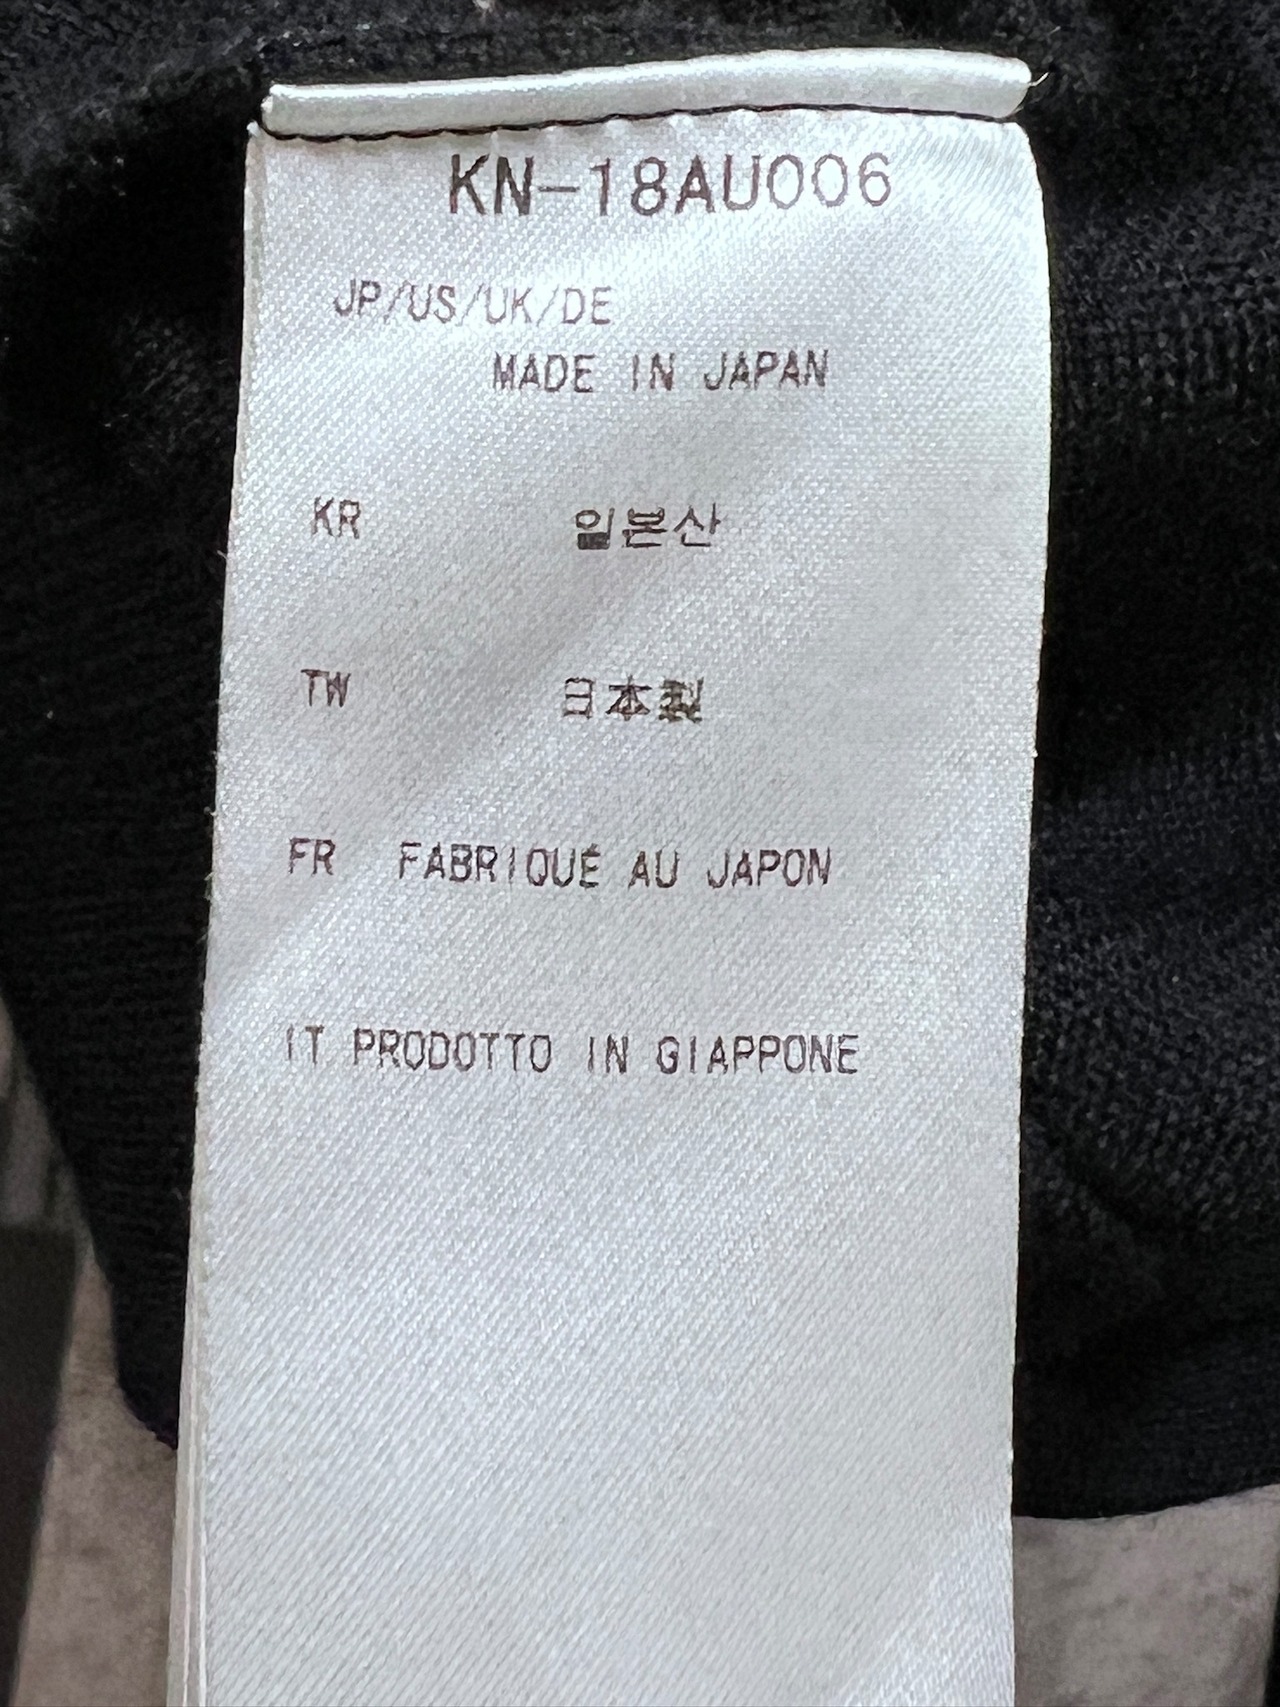 KN-18AU006
JP/US/UK/DE
MADE IN JAPAN
KR 일본산
TW 日本製
FR FABRIQUÉ AU JAPON
IT PRODOTTO IN GIAPPONE